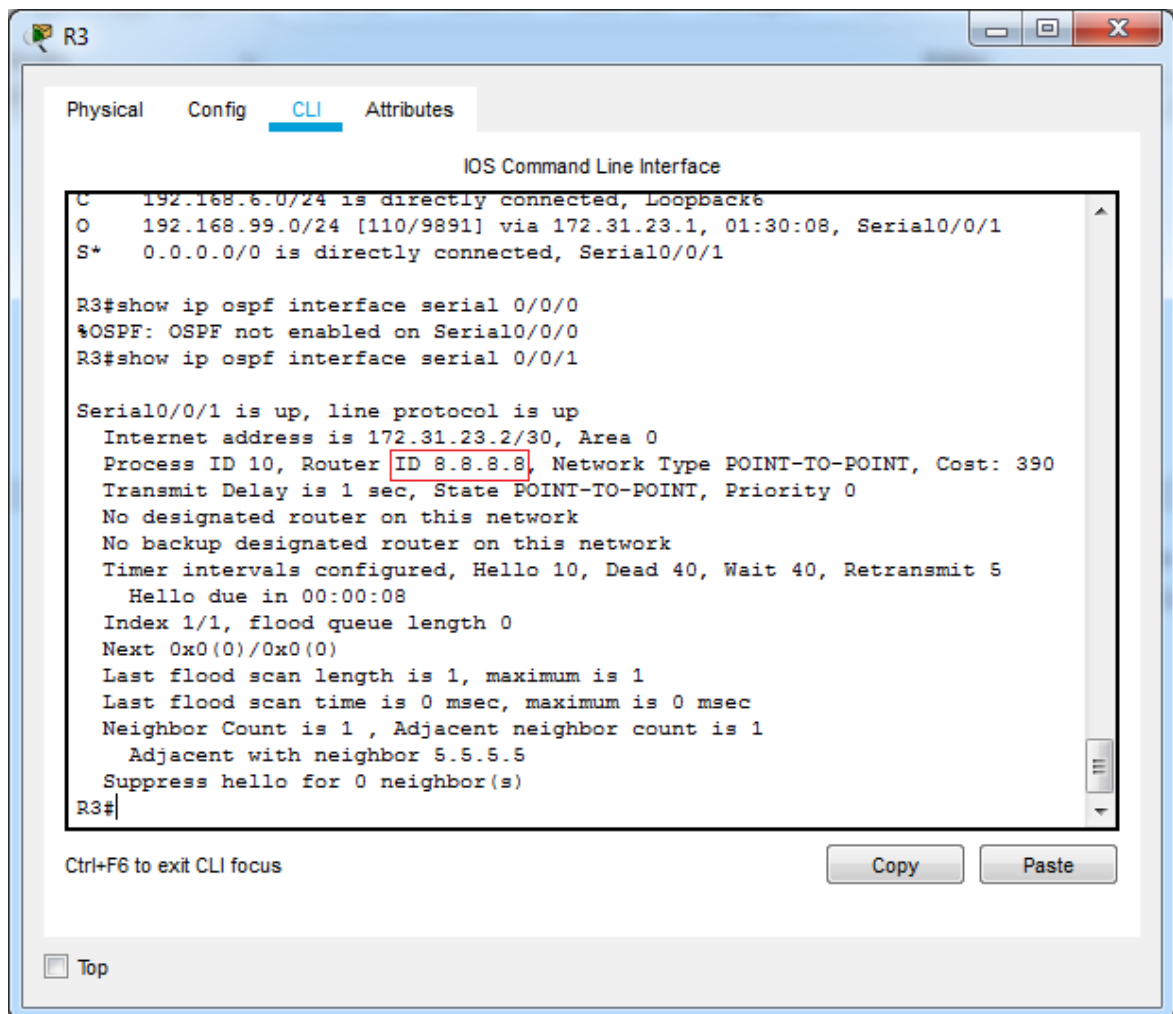 R3
Physical Config CLI Attributes
IOS Command Line Interface
C    192.168.6.0/24 is directly connected, Loopback6
O    192.168.99.0/24 [110/9891] via 172.31.23.1, 01:30:08, Serial0/0/1
S*   0.0.0.0/0 is directly connected, Serial0/0/1
R3#show ip ospf interface serial 0/0/0
%OSPF: OSPF not enabled on Serial0/0/0
R3#show ip ospf interface serial 0/0/1
Serial0/0/1 is up, line protocol is up
  Internet address is 172.31.23.2/30, Area 0
  Process ID 10, Router ID 8.8.8.8, Network Type POINT-TO-POINT, Cost: 390
  Transmit Delay is 1 sec, State POINT-TO-POINT, Priority 0
  No designated router on this network
  No backup designated router on this network
  Timer intervals configured, Hello 10, Dead 40, Wait 40, Retransmit 5
    Hello due in 00:00:08
  Index 1/1, flood queue length 0
  Next 0x0(0)/0x0(0)
  Last flood scan length is 1, maximum is 1
  Last flood scan time is 0 msec, maximum is 0 msec
  Neighbor Count is 1 , Adjacent neighbor count is 1
    Adjacent with neighbor 5.5.5.5
  Suppress hello for 0 neighbor(s)
R3#
Ctrl+F6 to exit CLI focus Copy Paste
Top